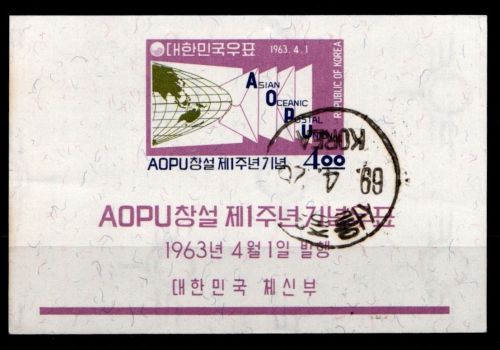 대한민국우표 1963.4.1
REPUBLIC OF KOREA
ASIAN
OCEANIC
POSTAL
AOPU창설 제1주년기념 4.00
KOREA
69. 4. 26
AOPU창설 제1주년기념우표
1963년 4월 1일 발행
대한민국 체신부